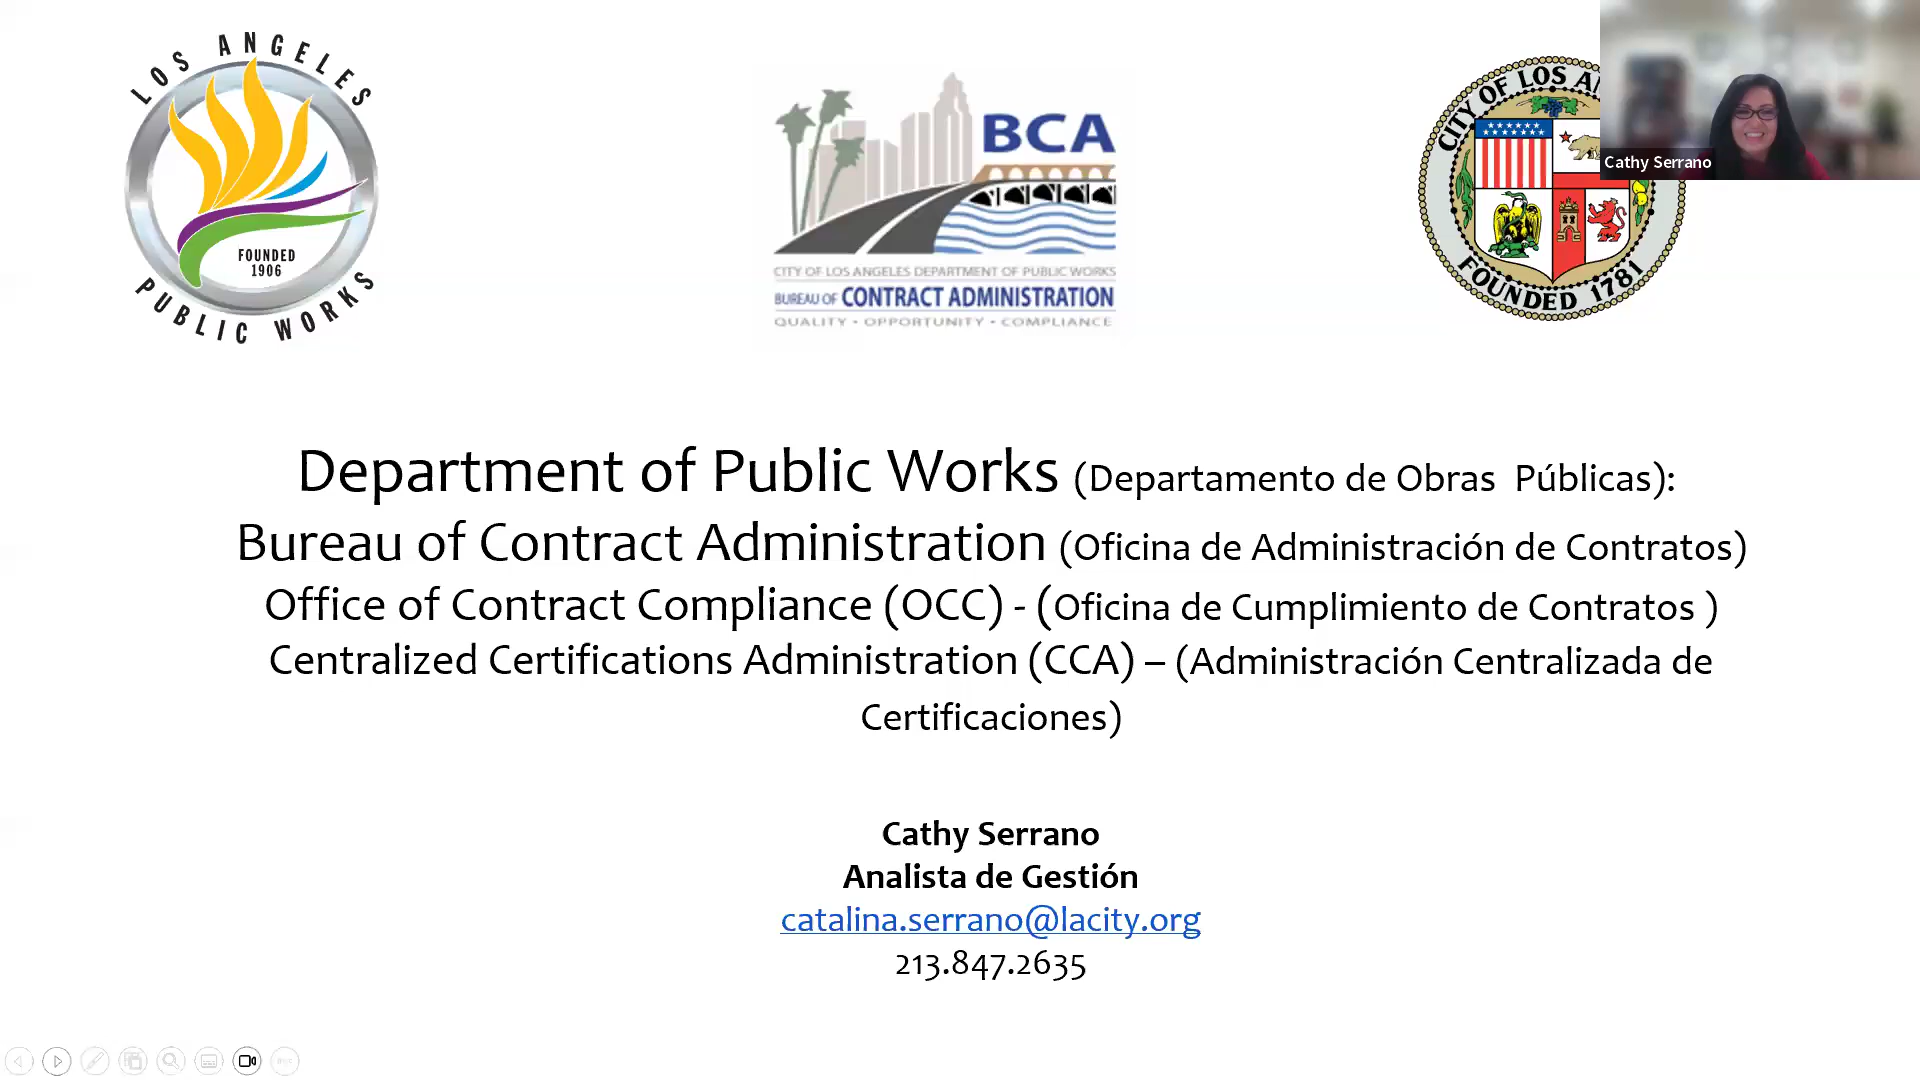 LOS ANGELES
FOUNDED
1906
PUBLIC WORKS
BCA
CITY OF LOS ANGELES DEPARTMENT OF PUBLIC WORKS
BUREAU OF CONTRACT ADMINISTRATION
QUALITY • OPPORTUNITY • COMPLIANCE
CITY OF LOS
FOUNDED 1781
Cathy Serrano
Department of Public Works (Departamento de Obras Públicas):
Bureau of Contract Administration (Oficina de Administración de Contratos)
Office of Contract Compliance (OCC) - (Oficina de Cumplimiento de Contratos )
Centralized Certifications Administration (CCA) – (Administración Centralizada de
Certificaciones)
Cathy Serrano
Analista de Gestión
catalina.serrano@lacity.org
213.847.2635